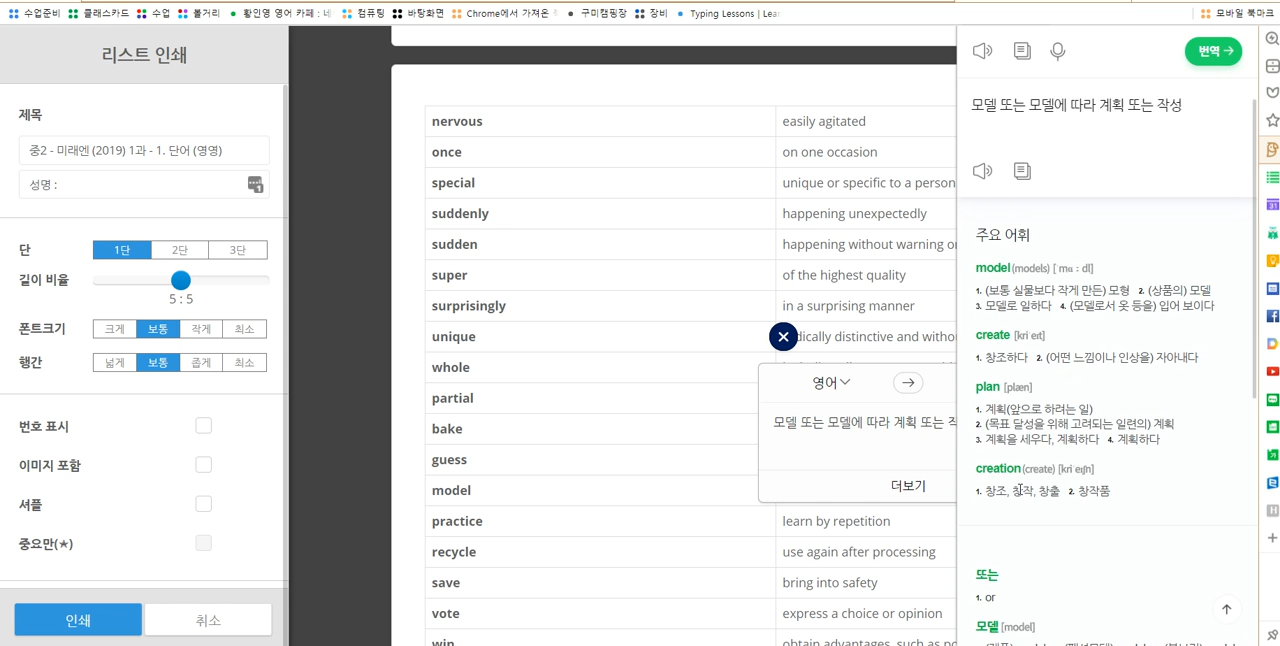 수업준비 클래스카드 수업 볼거리 황인영 영어 카페 : 네 컴퓨팅 바탕화면 Chrome에서 가져온 구미캠핑장 장비 Typing Lessons | Lear 모바일 북마크
리스트 인쇄
제목
중2 - 미래엔 (2019) 1과 - 1. 단어 (영영)
성명 :
단 1단 2단 3단
길이 비율
5 : 5
폰트크기 크게 보통 작게 최소
행간 넓게 보통 좁게 최소
번호 표시
이미지 포함
셔플
중요만(★)
인쇄 취소
nervous easily agitated
once on one occasion
special unique or specific to a person
suddenly happening unexpectedly
sudden happening without warning or
super of the highest quality
surprisingly in a surprising manner
unique dically distinctive and witho
whole
partial
bake
guess
model
practice learn by repetition
recycle use again after processing
save bring into safety
vote express a choice or opinion
win obtain advantages, such as po
영어
모델 또는 모델에 따라 계획 또는 작
더보기
번역
모델 또는 모델에 따라 계획 또는 작성
주요 어휘
model(models) [ˈmɑːdl]
1. (보통 실물보다 작게 만든) 모형 2. (상품의) 모델
3. 모델로 일하다 4. (모델로서 옷 등을) 입어 보이다
create [kriˈeɪt]
1. 창조하다 2. (어떤 느낌이나 인상을) 자아내다
plan [plæn]
1. 계획(앞으로 하려는 일)
2. (목표 달성을 위해 고려되는 일련의) 계획
3. 계획을 세우다, 계획하다 4. 계획하다
creation(create) [kriˈeɪʃn]
1. 창조, 창작, 창출 2. 창작품
또는
1. or
모델 [model]